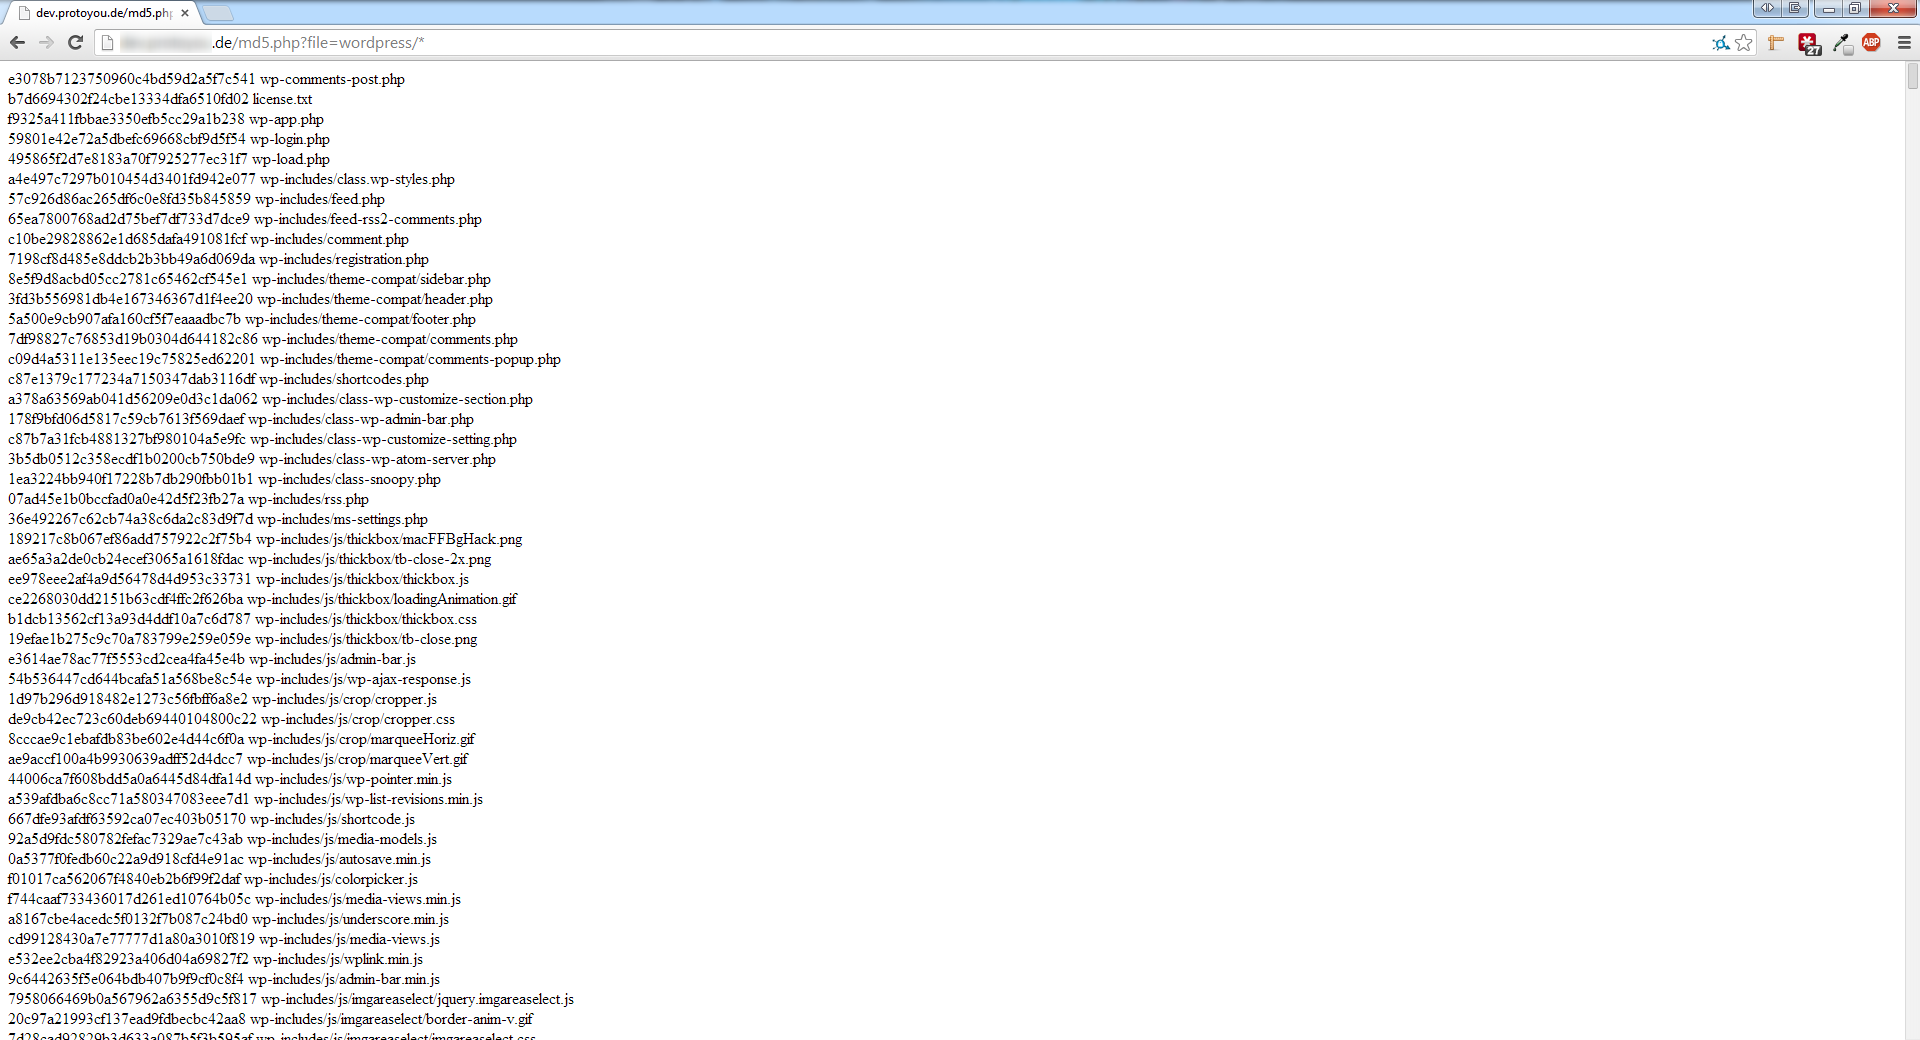 dev.protoyou.de/md5.php
.de/md5.php?file=wordpress/*
27
ABP
e3078b7123750960c4bd59d2a5f7c541 wp-comments-post.php
b7d6694302f24cbe13334dfa6510fd02 license.txt
f9325a411fbbae3350efb5cc29a1b238 wp-app.php
59801e42e72a5dbefc69668cbf9d5f54 wp-login.php
495865f2d7e8183a70f7925277ec31f7 wp-load.php
a4e497c7297b010454d3401fd942e077 wp-includes/class.wp-styles.php
57c926d86ac265df6c0e8fd35b845859 wp-includes/feed.php
65ea7800768ad2d75bef7df733d7dce9 wp-includes/feed-rss2-comments.php
c10be29828862e1d685dafa491081fcf wp-includes/comment.php
7198cf8d485e8ddcb2b3bb49a6d069da wp-includes/registration.php
8e5f9d8acbd05cc2781c65462cf545e1 wp-includes/theme-compat/sidebar.php
3fd3b556981db4e167346367d1f4ee20 wp-includes/theme-compat/header.php
5a500e9cb907afa160cf5f7eaaadbc7b wp-includes/theme-compat/footer.php
7df98827c76853d19b0304d644182c86 wp-includes/theme-compat/comments.php
c09d4a5311e135eec19c75825ed62201 wp-includes/theme-compat/comments-popup.php
c87e1379c177234a7150347dab3116df wp-includes/shortcodes.php
a378a63569ab041d56209e0d3c1da062 wp-includes/class-wp-customize-section.php
178f9bfd06d5817c59cb7613f569daef wp-includes/class-wp-admin-bar.php
c87b7a31fcb4881327bf980104a5e9fc wp-includes/class-wp-customize-setting.php
3b5db0512c358ecdf1b0200cb750bde9 wp-includes/class-wp-atom-server.php
1ea3224bb940f17228b7db290fbb01b1 wp-includes/class-snoopy.php
07ad45e1b0bccfad0a0e42d5f23fb27a wp-includes/rss.php
36e492267c62cb74a38c6da2c83d9f7d wp-includes/ms-settings.php
189217c8b067ef86add757922c2f75b4 wp-includes/js/thickbox/macFFBgHack.png
ae65a3a2de0cb24ecef3065a1618fdac wp-includes/js/thickbox/tb-close-2x.png
ee978eee2af4a9d56478d4d953c33731 wp-includes/js/thickbox/thickbox.js
ce2268030dd2151b63cdf4ffc2f626ba wp-includes/js/thickbox/loadingAnimation.gif
b1dcb13562cf13a93d4ddf10a7c6d787 wp-includes/js/thickbox/thickbox.css
19efae1b275c9c70a783799e259e059e wp-includes/js/thickbox/tb-close.png
e3614ae78ac77f5553cd2cea4fa45e4b wp-includes/js/admin-bar.js
54b536447cd644bcafa51a568be8c54e wp-includes/js/wp-ajax-response.js
1d97b296d918482e1273c56fbff6a8e2 wp-includes/js/crop/cropper.js
de9cb42ec723c60deb69440104800c22 wp-includes/js/crop/cropper.css
8cccae9c1ebafdb83be602e4d44c6f0a wp-includes/js/crop/marqueeHoriz.gif
ae9accf100a4b9930639adff52d4dcc7 wp-includes/js/crop/marqueeVert.gif
44006ca7f608bdd5a0a6445d84dfa14d wp-includes/js/wp-pointer.min.js
a539afdba6c8cc71a580347083eee7d1 wp-includes/js/wp-list-revisions.min.js
667dfe93afdf63592ca07ec403b05170 wp-includes/js/shortcode.js
92a5d9fdc580782fefac7329ae7c43ab wp-includes/js/media-models.js
0a5377f0fedb60c22a9d918cfd4e91ac wp-includes/js/autosave.min.js
f01017ca562067f4840eb2b6f99f2daf wp-includes/js/colorpicker.js
f744caaf733436017d261ed10764b05c wp-includes/js/media-views.min.js
a8167cbe4acedc5f0132f7b087c24bd0 wp-includes/js/underscore.min.js
cd99128430a7e77777d1a80a3010f819 wp-includes/js/media-views.js
e532ee2cba4f82923a406d04a69827f2 wp-includes/js/wplink.min.js
9c6442635f5e064bdb407b9f9cf0c8f4 wp-includes/js/admin-bar.min.js
7958066469b0a567962a6355d9c5f817 wp-includes/js/imgareaselect/jquery.imgareaselect.js
20c97a21993cf137ead9fdbecbc42aa8 wp-includes/js/imgareaselect/border-anim-v.gif
7d28cad92829b3d633a087b5f3b595af wp-includes/js/imgareaselect/imgareaselect.css